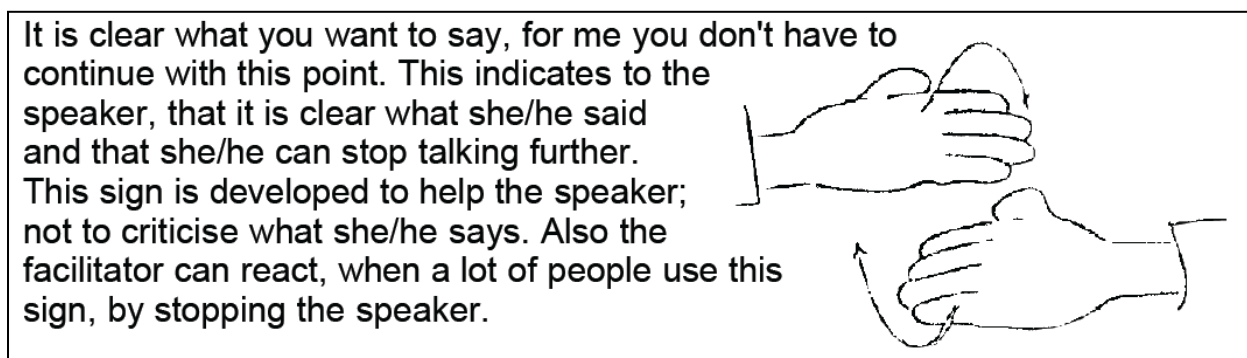 It is clear what you want to say, for me you don't have to
continue with this point. This indicates to the
speaker, that it is clear what she/he said
and that she/he can stop talking further.
This sign is developed to help the speaker;
not to criticise what she/he says. Also the
facilitator can react, when a lot of people use this
sign, by stopping the speaker.